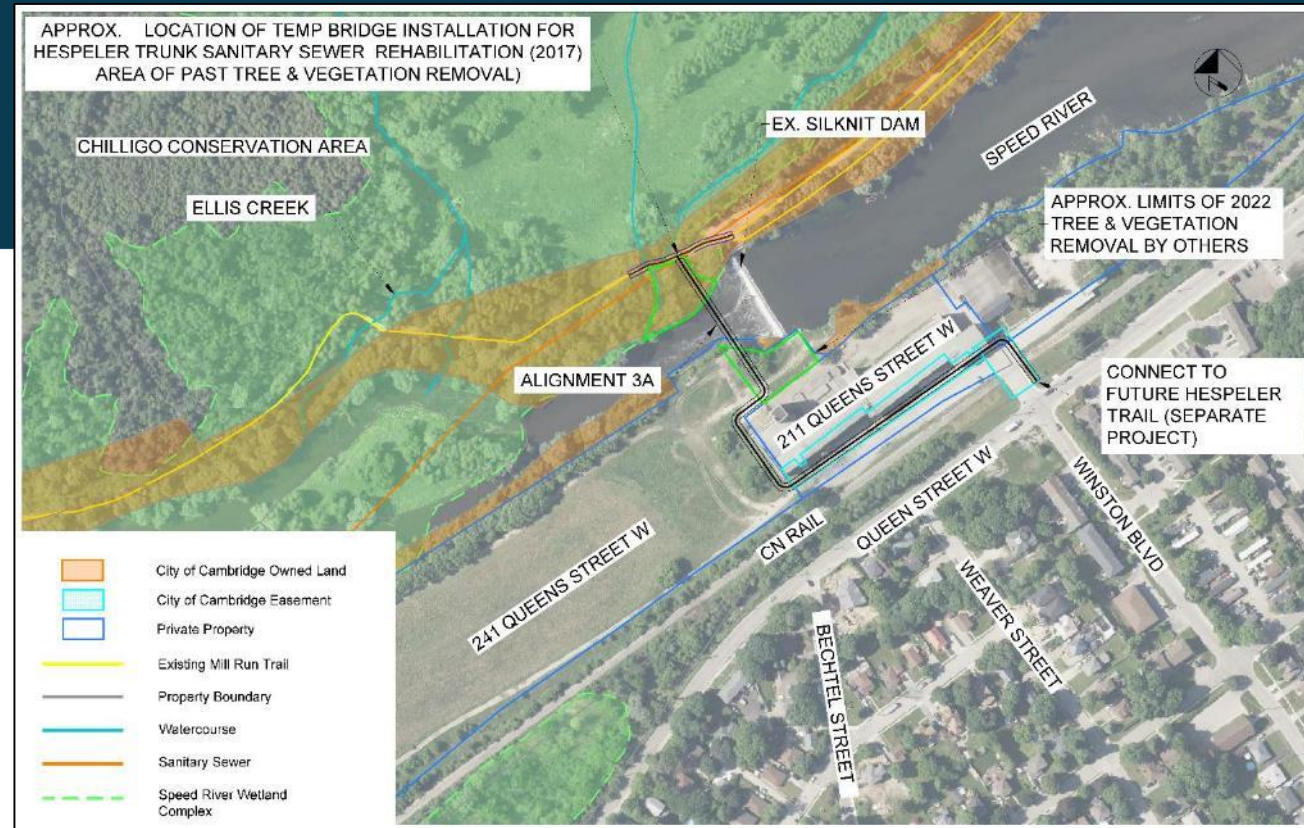 APPROX. LOCATION OF TEMP BRIDGE INSTALLATION FOR
HESPELER TRUNK SANITARY SEWER REHABILITATION (2017)
AREA OF PAST TREE & VEGETATION REMOVAL)
CHILLIGO CONSERVATION AREA
ELLIS CREEK
EX. SILKNIT DAM
SPEED RIVER
APPROX. LIMITS OF 2022
TREE & VEGETATION
REMOVAL BY OTHERS
ALIGNMENT 3A
211 QUEENS STREET W
CONNECT TO
FUTURE HESPELER
TRAIL (SEPARATE
PROJECT)
241 QUEENS STREET W
CN RAIL
QUEEN STREET W
WINSTON BLVD
WEAVER STREET
BECHTEL STREET
City of Cambridge Owned Land
City of Cambridge Easement
Private Property
Existing Mill Run Trail
Property Boundary
Watercourse
Sanitary Sewer
Speed River Wetland
Complex